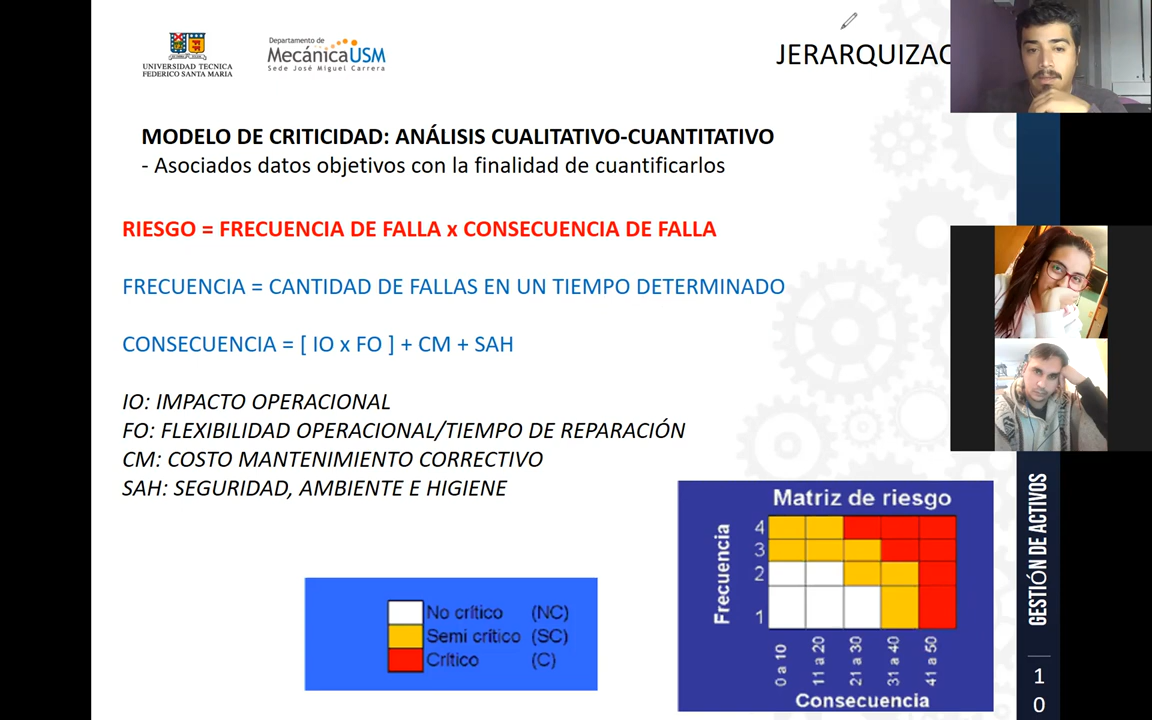 UNIVERSIDAD TECNICA
FEDERICO SANTA MARIA
Departamento de
MecánicaUSM
Sede José Miguel Carrera
JERARQUIZAC
MODELO DE CRITICIDAD: ANÁLISIS CUALITATIVO-CUANTITATIVO
- Asociados datos objetivos con la finalidad de cuantificarlos
RIESGO = FRECUENCIA DE FALLA x CONSECUENCIA DE FALLA
FRECUENCIA = CANTIDAD DE FALLAS EN UN TIEMPO DETERMINADO
CONSECUENCIA = [ IO x FO ] + CM + SAH
IO: IMPACTO OPERACIONAL
FO: FLEXIBILIDAD OPERACIONAL/TIEMPO DE REPARACIÓN
CM: COSTO MANTENIMIENTO CORRECTIVO
SAH: SEGURIDAD, AMBIENTE E HIGIENE
No crítico (NC)
Semi crítico (SC)
Crítico (C)
Matriz de riesgo
Frecuencia
4
3
2
1
0 a 10
11 a 20
21 a 30
31 a 40
41 a 50
Consecuencia
GESTIÓN DE ACTIVOS
1
0